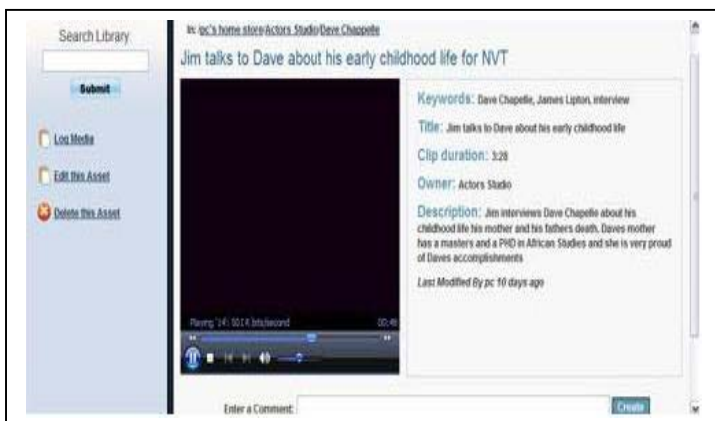 Search Library
Submit
Log Media
Edit this Asset
Delete this Asset
In: /pc's home store/Actors Studio/Dave Chappelle
Jim talks to Dave about his early childhood life for NVT
Playing '14': 501 K bits/second 00:46
Keywords: Dave Chapelle, James Lipton, interview
Title: Jim talks to Dave about his early childhood life
Clip duration: 3:28
Owner: Actors Studio
Description: Jim interviews Dave Chapelle about his
childhood life his mother and his fathers death. Daves mother
has a masters and a PHD in African Studies and she is very proud
of Daves accomplishments
Last Modified By pc 10 days ago
Enter a Comment:
Create